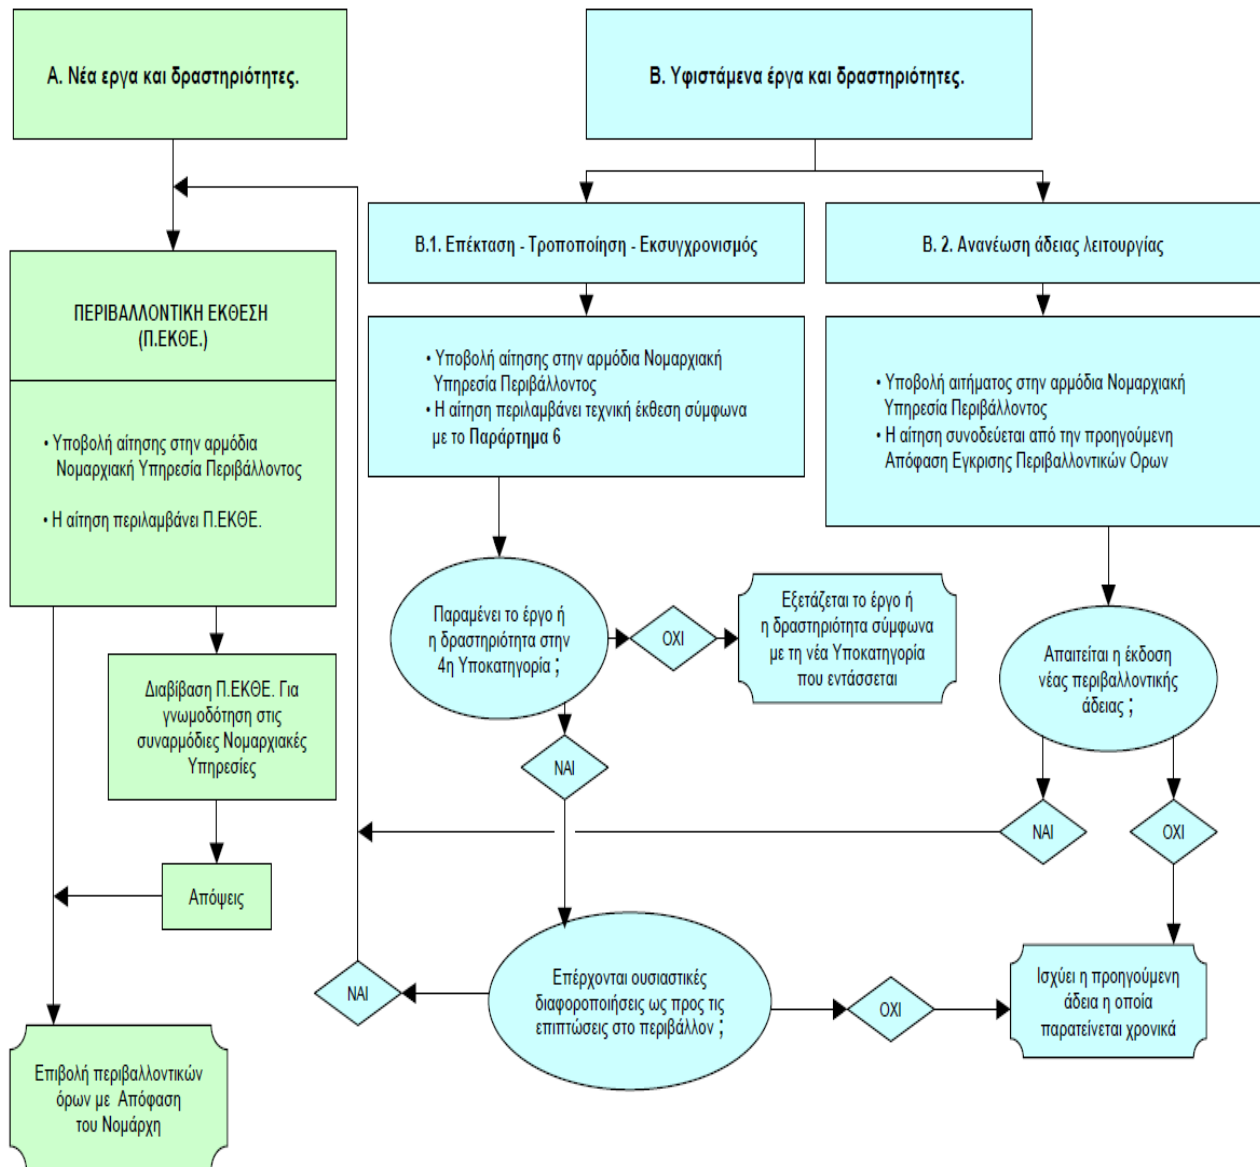 Α. Νέα εργα και δραστηριότητες.
Β. Υφιστάμενα έργα και δραστηριότητες.
Β.1. Επέκταση - Τροποποίηση - Εκσυγχρονισμός
Β. 2. Ανανέωση άδειας λειτουργίας
ΠΕΡΙΒΑΛΛΟΝΤΙΚΗ ΕΚΘΕΣΗ
(Π.ΕΚΘΕ.)
• Υποβολή αίτησης στην αρμόδια
Νομαρχιακή Υπηρεσία Περιβάλλοντος
• Η αίτηση περιλαμβάνει Π.ΕΚΘΕ.
• Υποβολή αίτησης στην αρμόδια Νομαρχιακή
Υπηρεσία Περιβάλλοντος
• Η αίτηση περιλαμβάνει τεχνική έκθεση σύμφωνα
με το Παράρτημα 6
• Υποβολή αιτήματος στην αρμόδια Νομαρχιακή
Υπηρεσία Περιβάλλοντος
• Η αίτηση συνοδεύεται από την προηγούμενη
Απόφαση Εγκρισης Περιβαλλοντικών Ορων
Παραμένει το έργο ή
η δραστηριότητα στην
4η Υποκατηγορία ;
ΟΧΙ
Εξετάζεται το έργο ή
η δραστηριότητα σύμφωνα
με τη νέα Υποκατηγορία
που εντάσσεται
Απαιτείται η έκδοση
νέας περιβαλλοντικής
άδειας ;
Διαβίβαση Π.ΕΚΘΕ. Για
γνωμοδότηση στις
συναρμόδιες Νομαρχιακές
Υπηρεσίες
ΝΑΙ
ΝΑΙ
ΟΧΙ
Απόψεις
ΝΑΙ
Επέρχονται ουσιαστικές
διαφοροποιήσεις ως προς τις
επιπτώσεις στο περιβάλλον ;
ΟΧΙ
Ισχύει η προηγούμενη
άδεια η οποία
παρατείνεται χρονικά
Επιβολή περιβαλλοντικών
όρων με Απόφαση
του Νομάρχη